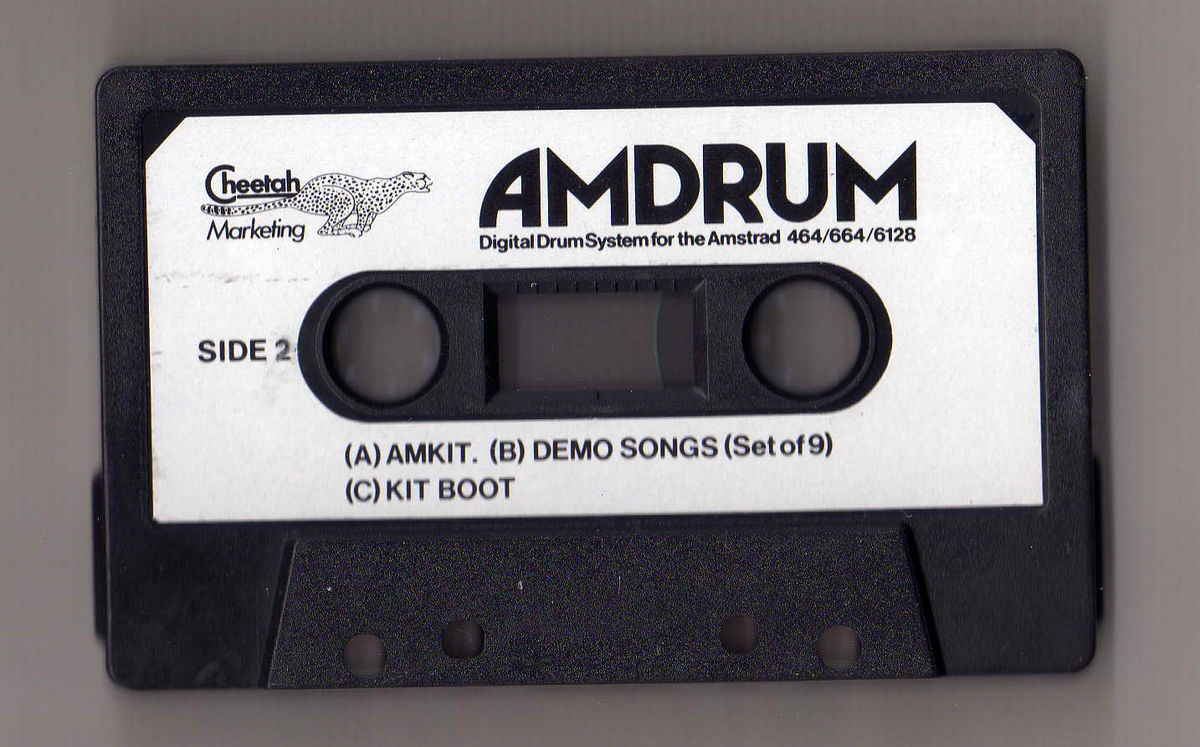 Cheetah
Marketing
AMDRUM
Digital Drum System for the Amstrad 464/664/6128
SIDE 2
(A) AMKIT. (B) DEMO SONGS (Set of 9)
(C) KIT BOOT